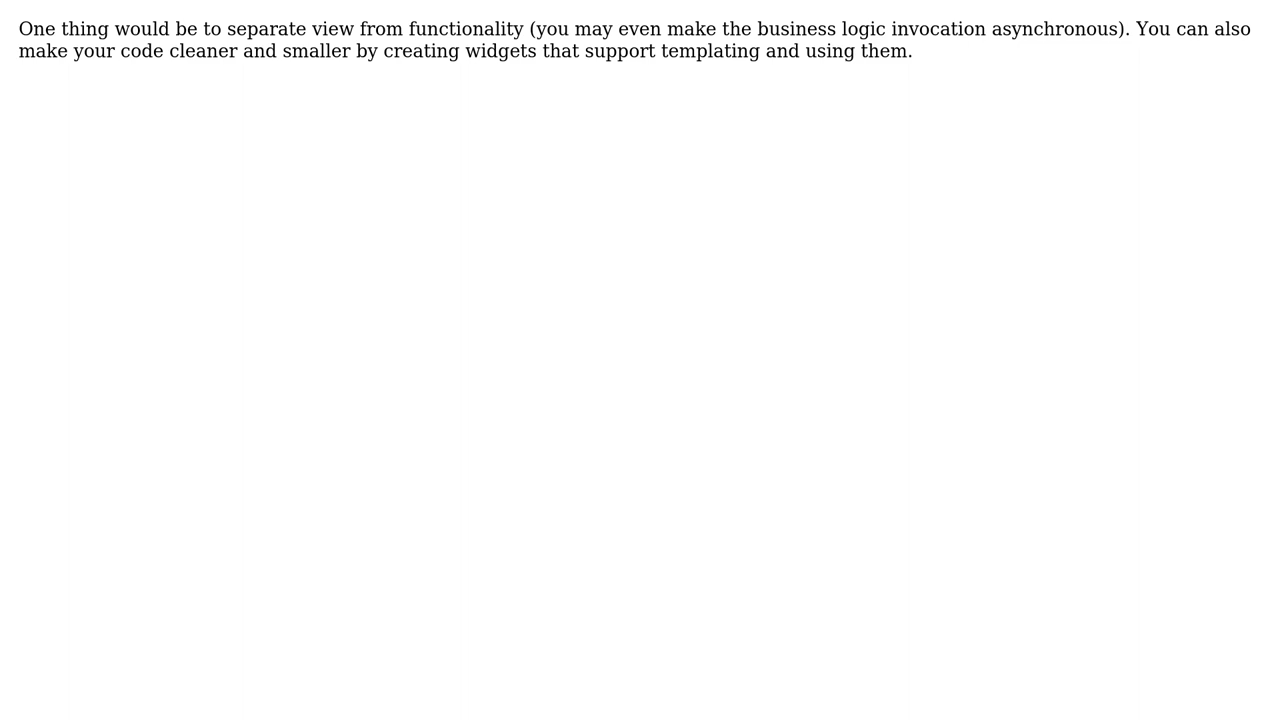 One thing would be to separate view from functionality (you may even make the business logic invocation asynchronous). You can also
make your code cleaner and smaller by creating widgets that support templating and using them.